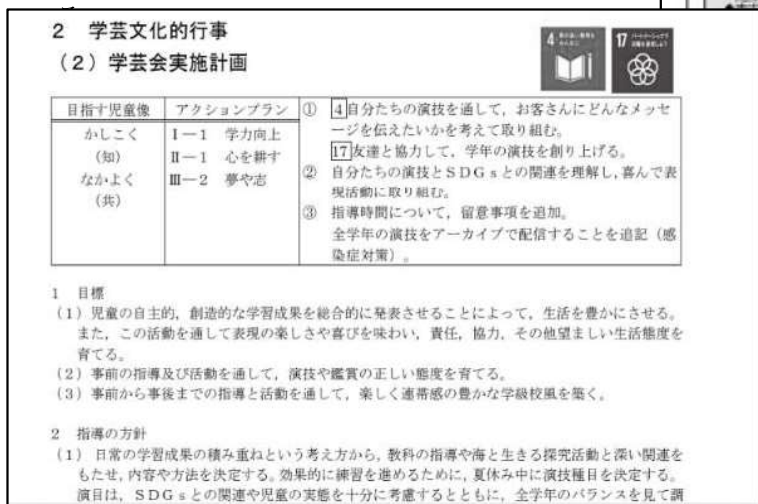 2 学芸文化的行事
（2）学芸会実施計画
4
17
目指す児童像
アクションプラン
かしこく
（知）
なかよく
（共）
Ⅰ－1 学力向上
Ⅱ－1 心を耕す
Ⅲ－2 夢や志
① 4自分たちの演技を通して，お客さんにどんなメッセ
ージを伝えたいかを考えて取り組む。
17友達と協力して，学年の演技を創り上げる。
② 自分たちの演技とＳＤＧｓとの関連を理解し，喜んで表
現活動に取り組む。
③ 指導時間について，留意事項を追加。
全学年の演技をアーカイブで配信することを追記（感
染症対策）。
1 目標
（1）児童の自主的，創造的な学習成果を総合的に発表させることによって，生活を豊かにさせる。
また，この活動を通して表現の楽しさや喜びを味わい，責任，協力，その他望ましい生活態度を
育てる。
（2）事前の指導及び活動を通して，演技や鑑賞の正しい態度を育てる。
（3）事前から事後までの指導と活動を通して，楽しく連帯感の豊かな学級校風を築く。
2 指導の方針
（1） 日常の学習成果の積み重ねという考え方から，教科の指導や海と生きる探究活動と深い関連を
もたせ，内容や方法を決定する。効果的に練習を進めるために，夏休み中に演技種目を決定する。
演目は，ＳＤＧｓとの関連や児童の実態を十分に考慮するとともに，全学年のバランスを見て調